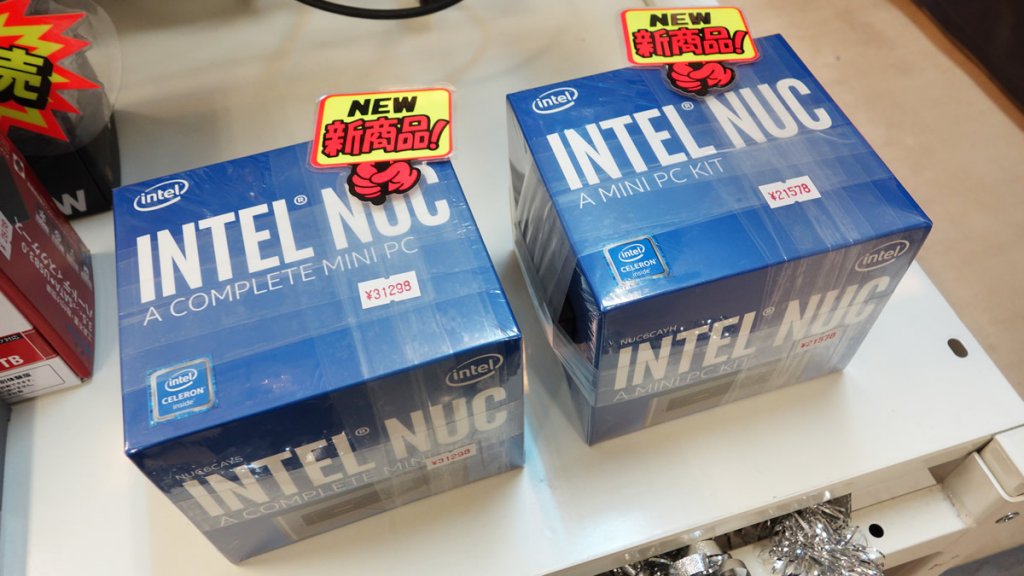 売
W
TB
NEW
新商品!
intel
INTEL® NUC
A COMPLETE MINI PC
¥31298
intel
CELERON
inside
intel
NUC6CAYS
INTEL® NUC
A COMPLETE MINI PC
¥31298
NEW
新商品!
intel
INTEL® NUC
A MINI PC KIT
¥21578
intel
CELERON
inside
intel
NUC6CAYH
INTEL® NUC
A MINI PC KIT
¥21578